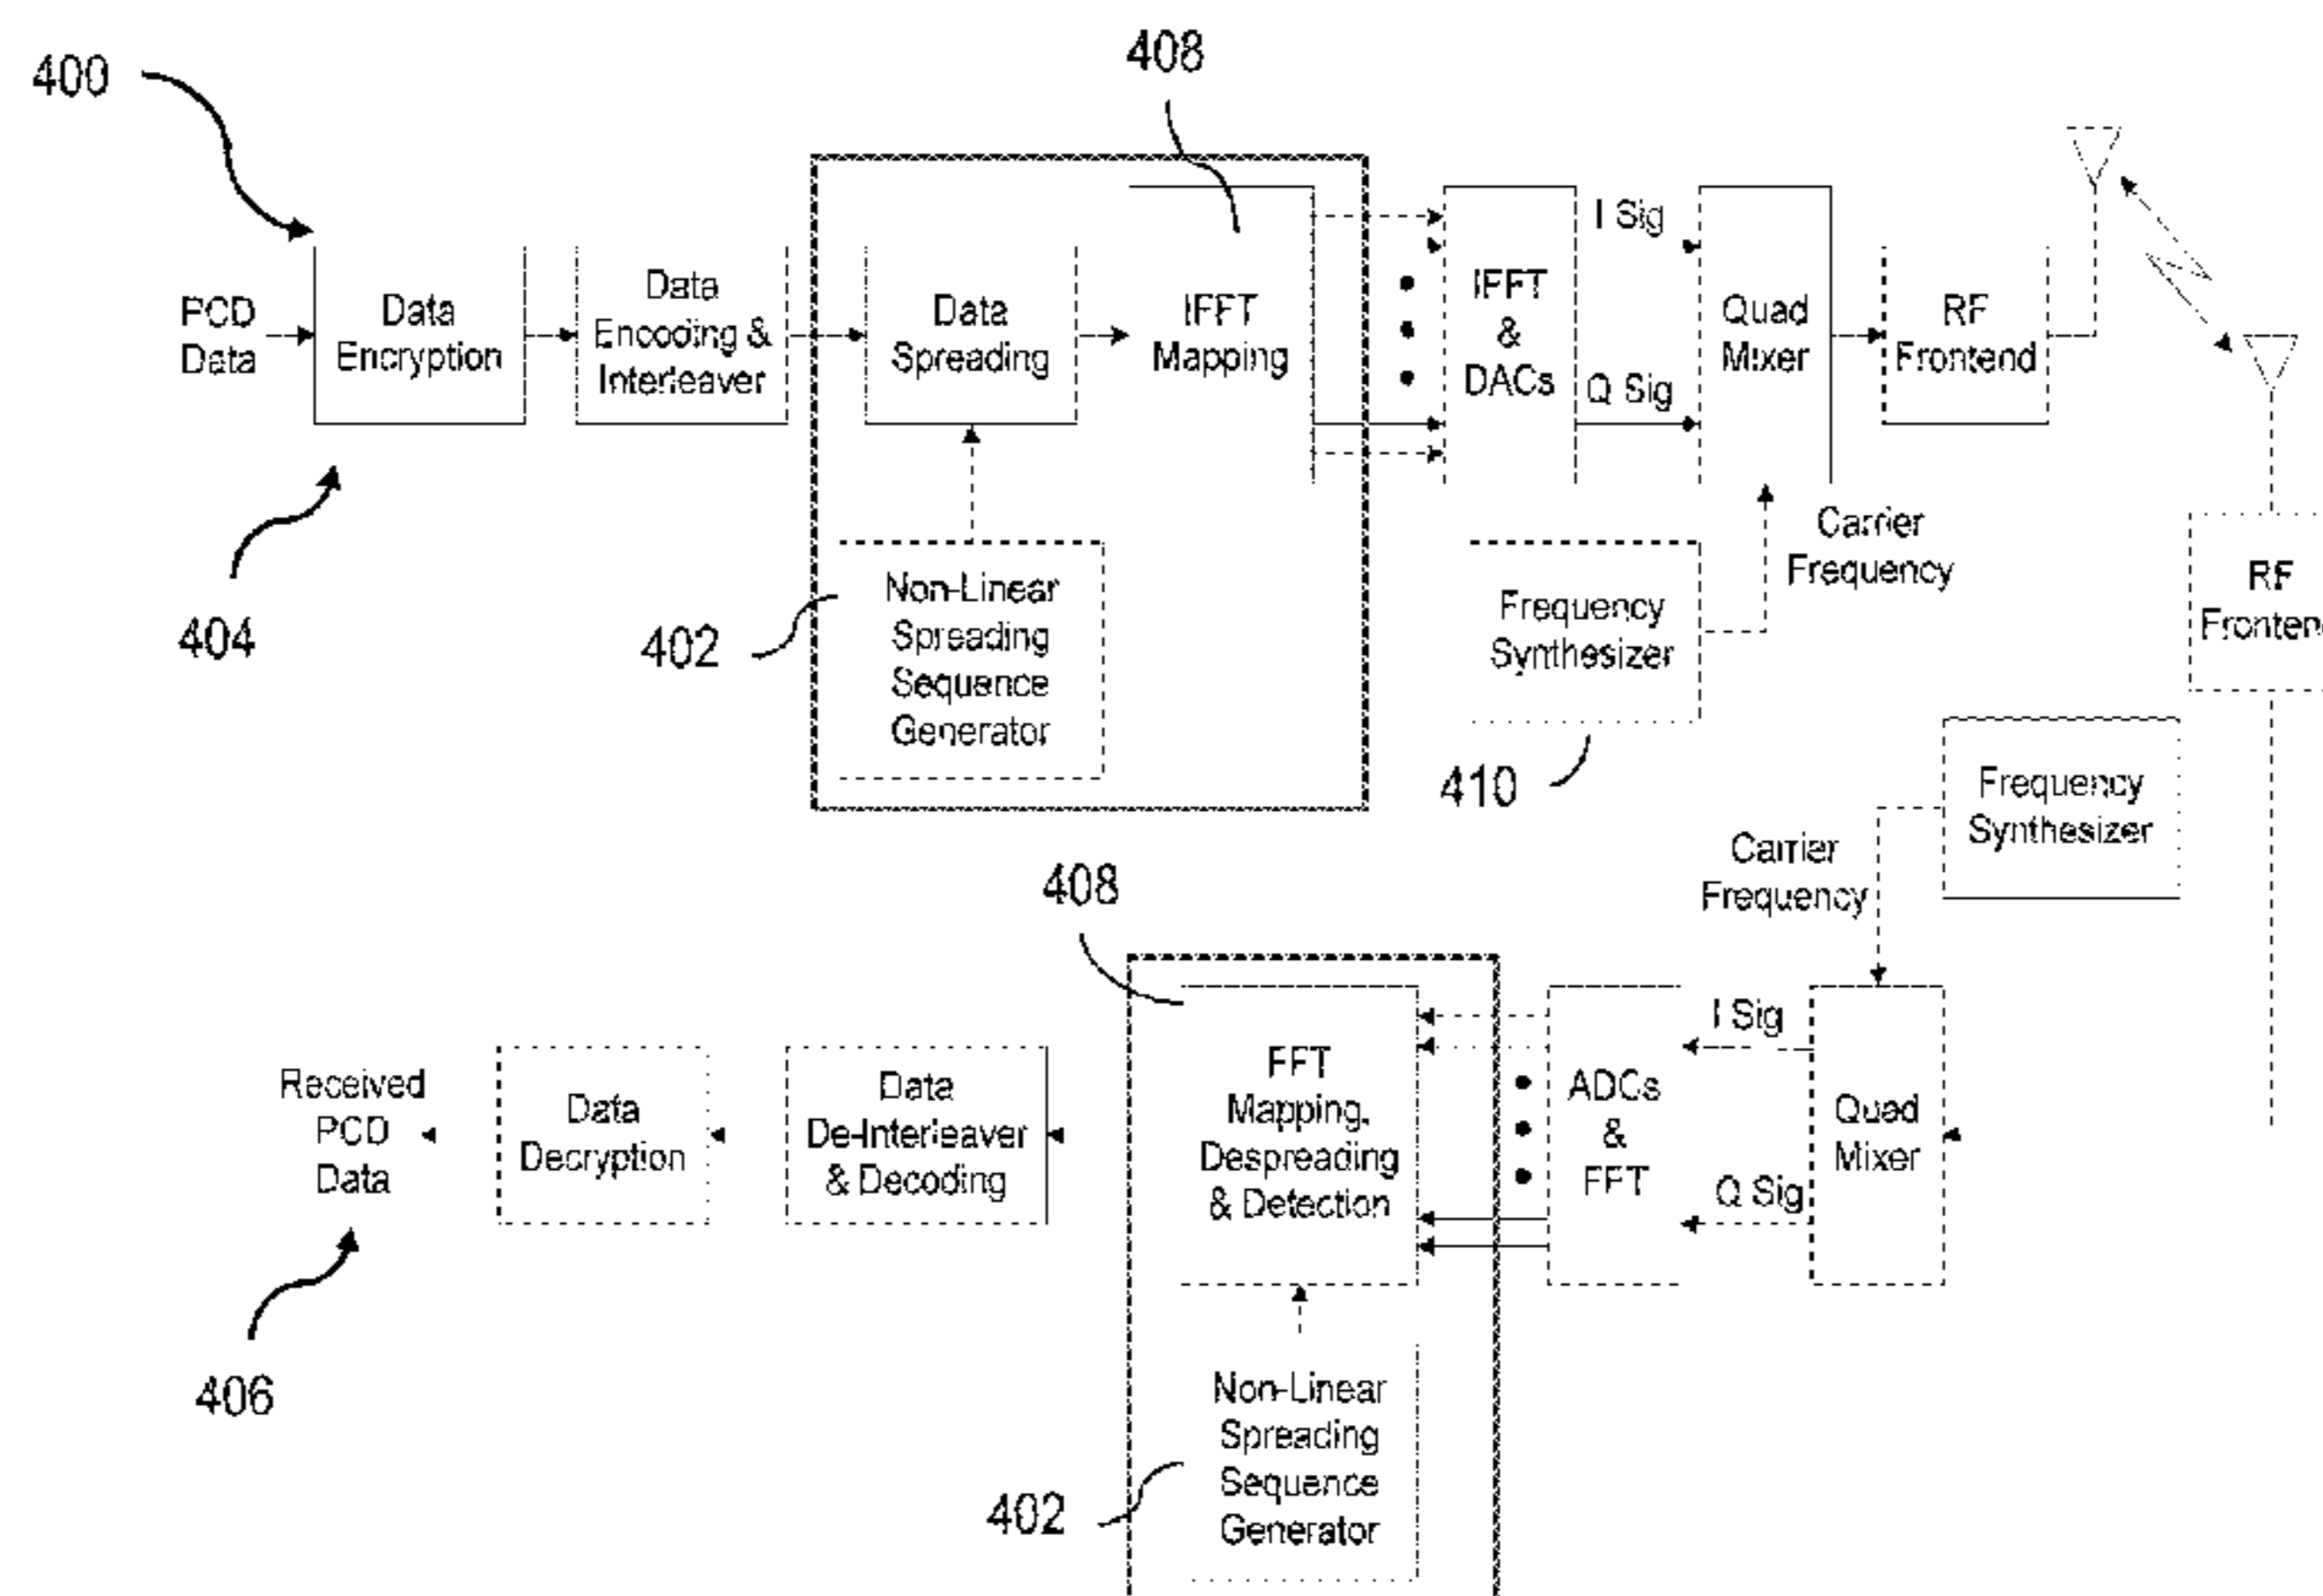 400
408
PCD
Data
Data
Encryption
Data
Encoding &
Interleaver
Data
Spreading
IFFT
Mapping
IFFT
&
DACs
I Sig
Q Sig
Quad
Mixer
RF
Frontend
404
402
Non-Linear
Spreading
Sequence
Generator
Frequency
Synthesizer
Carrier
Frequency
410
RF
Fronten
Frequency
Synthesizer
Carrier
Frequency
408
Received
PCD
Data
Data
Decryption
Data
De-Interleaver
& Decoding
FFT
Mapping,
Despreading
& Detection
ADCs
&
FFT
I Sig
Q Sig
Quad
Mixer
406
402
Non-Linear
Spreading
Sequence
Generator